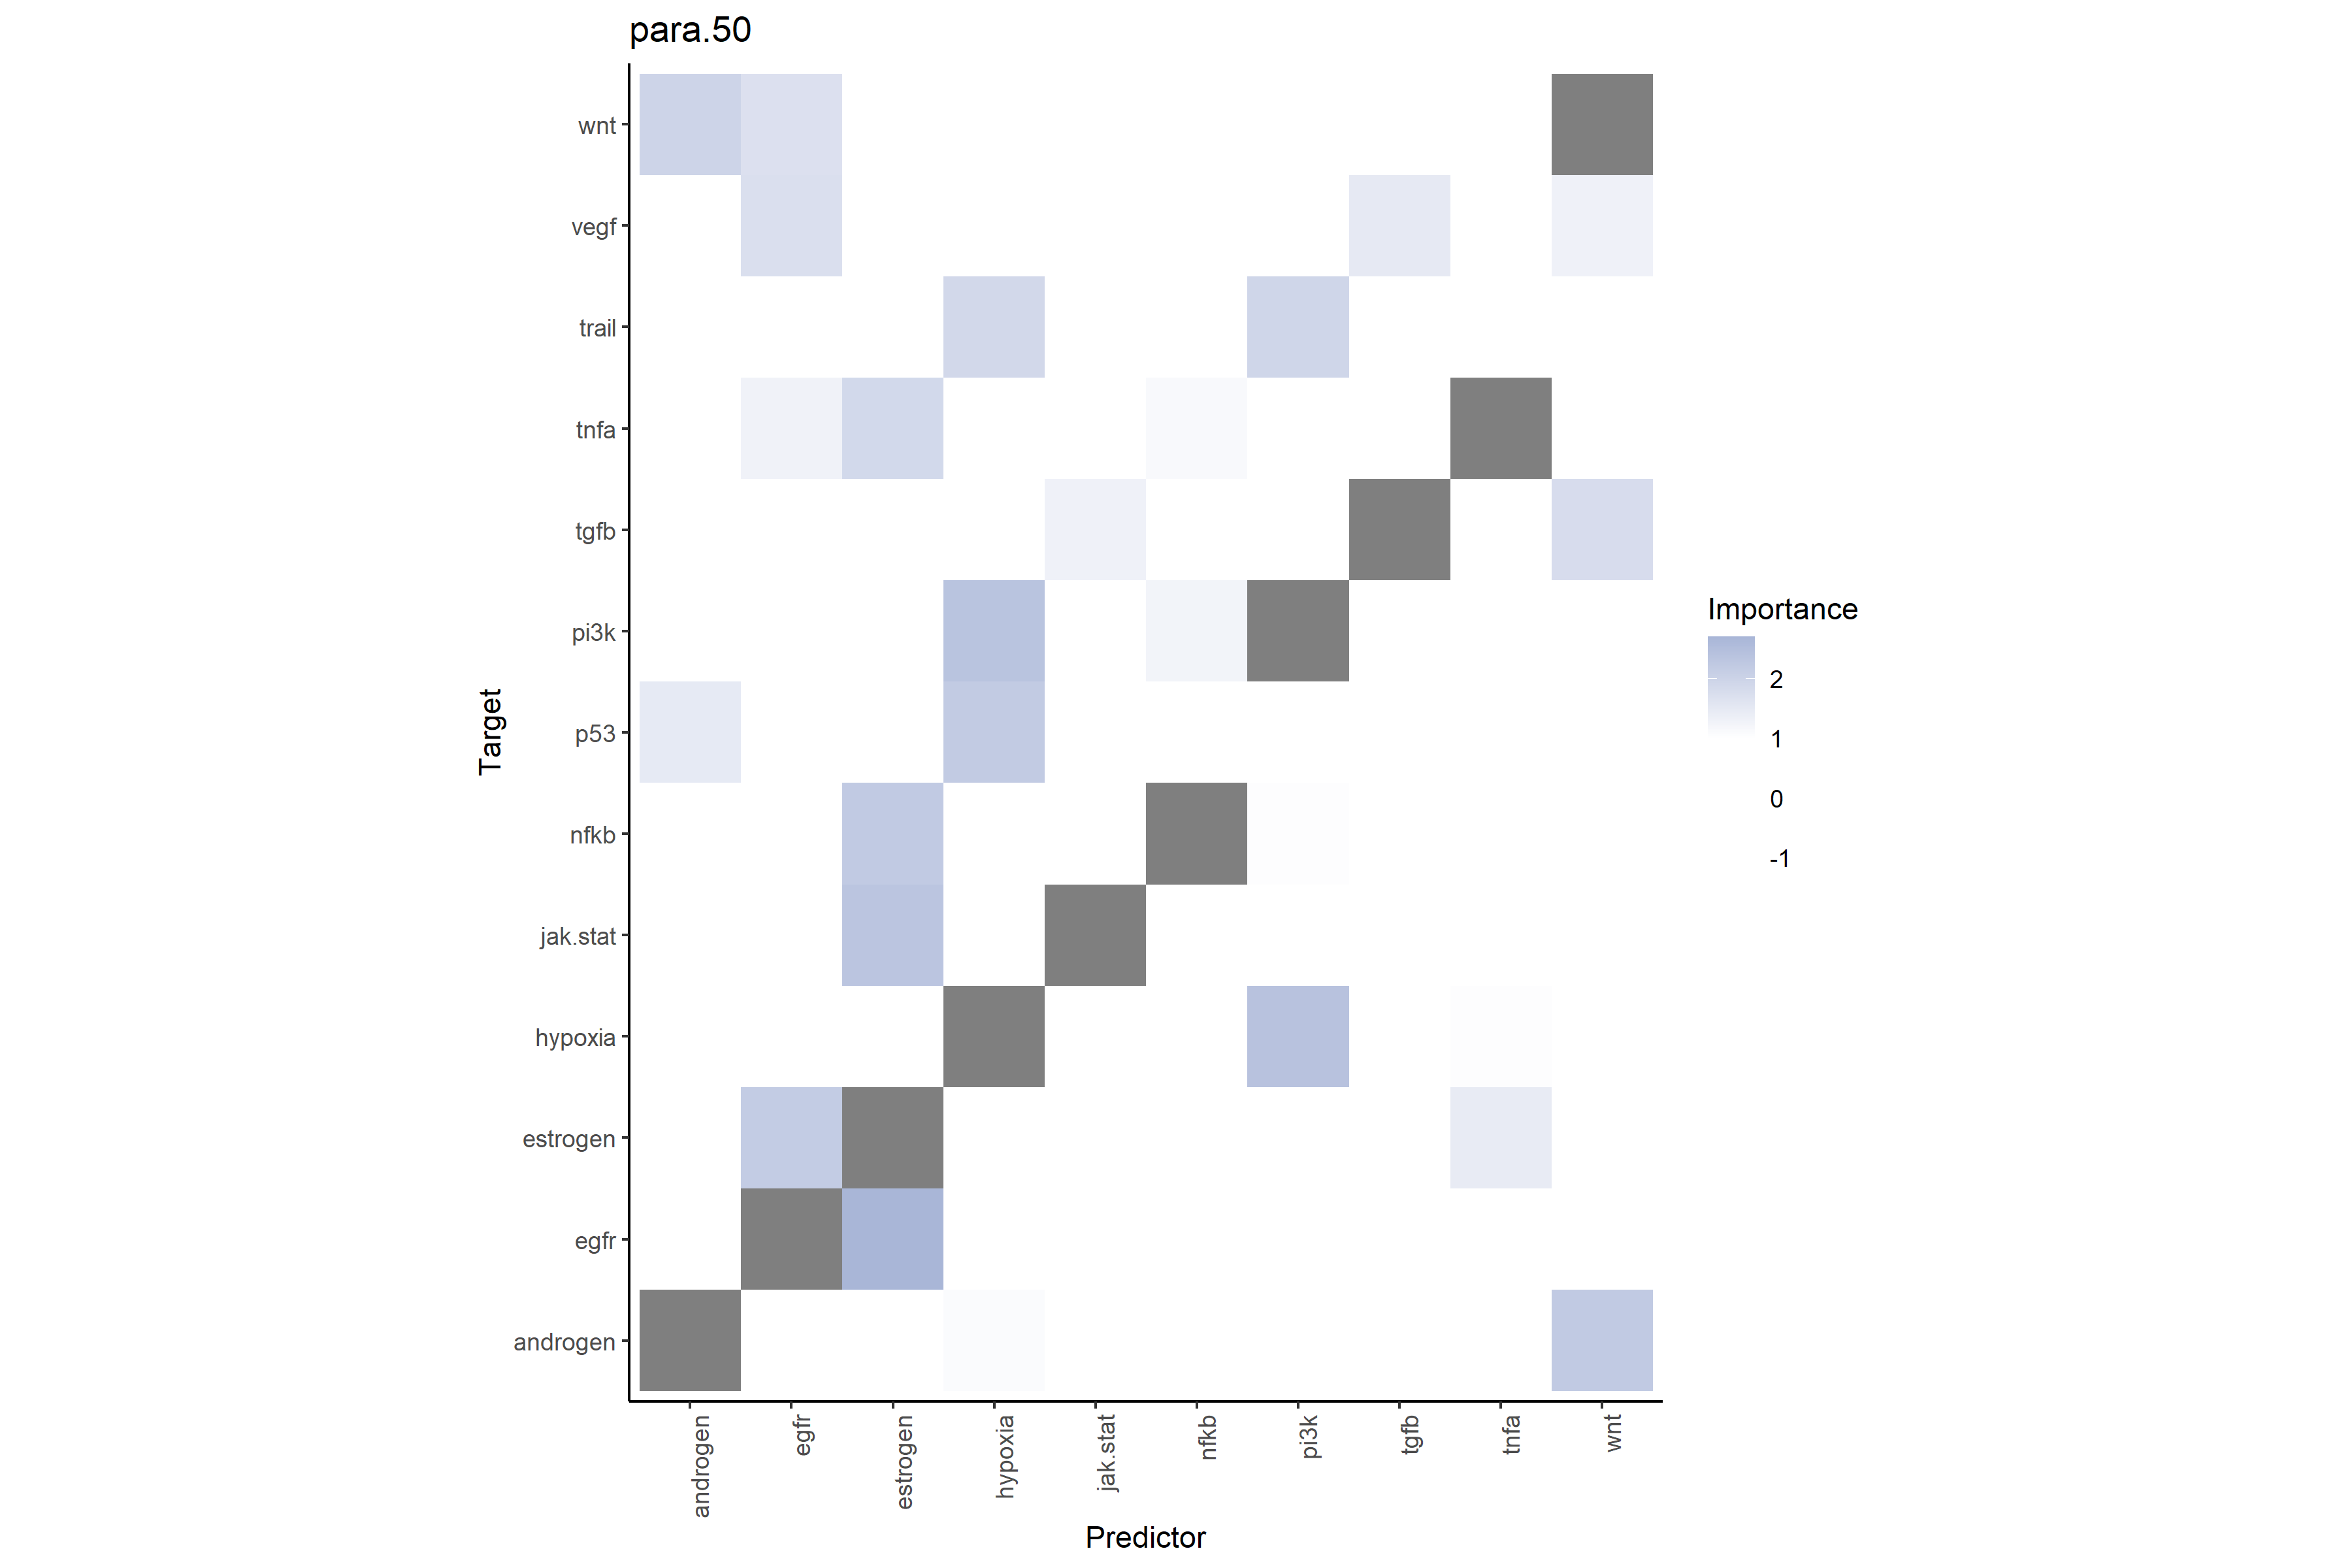 para.50
wnt
vegf
trail
tnfa
tgfb
pi3k
p53
nfkb
jak.stat
hypoxia
estrogen
egfr
androgen
Target
androgen
egfr
estrogen
hypoxia
jak.stat
nfkb
pi3k
tgfb
tnfa
wnt
Predictor
Importance
2
1
0
-1